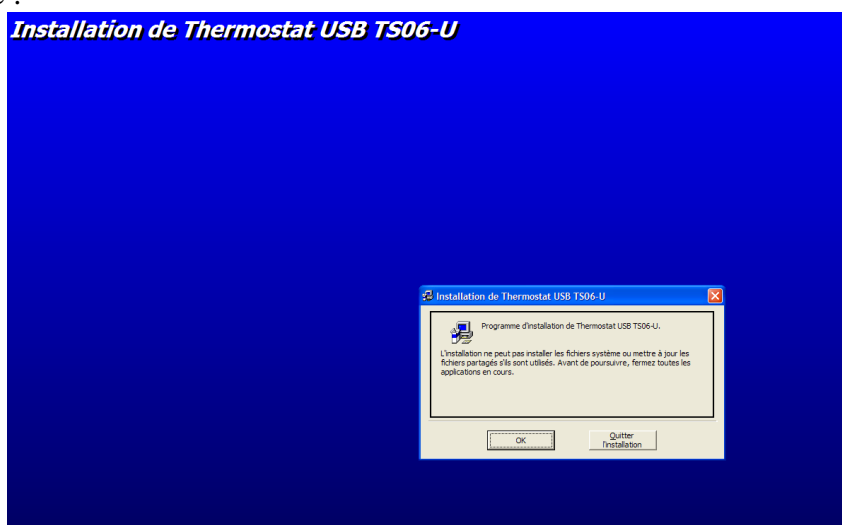 Installation de Thermostat USB TS06-U
Installation de Thermostat USB TS06-U
Programme d'installation de Thermostat USB TS06-U.
L'installation ne peut pas installer les fichiers système ou mettre à jour les
fichiers partagés s'ils sont utilisés. Avant de poursuivre, fermez toutes les
applications en cours.
OK
Quitter
l'installation